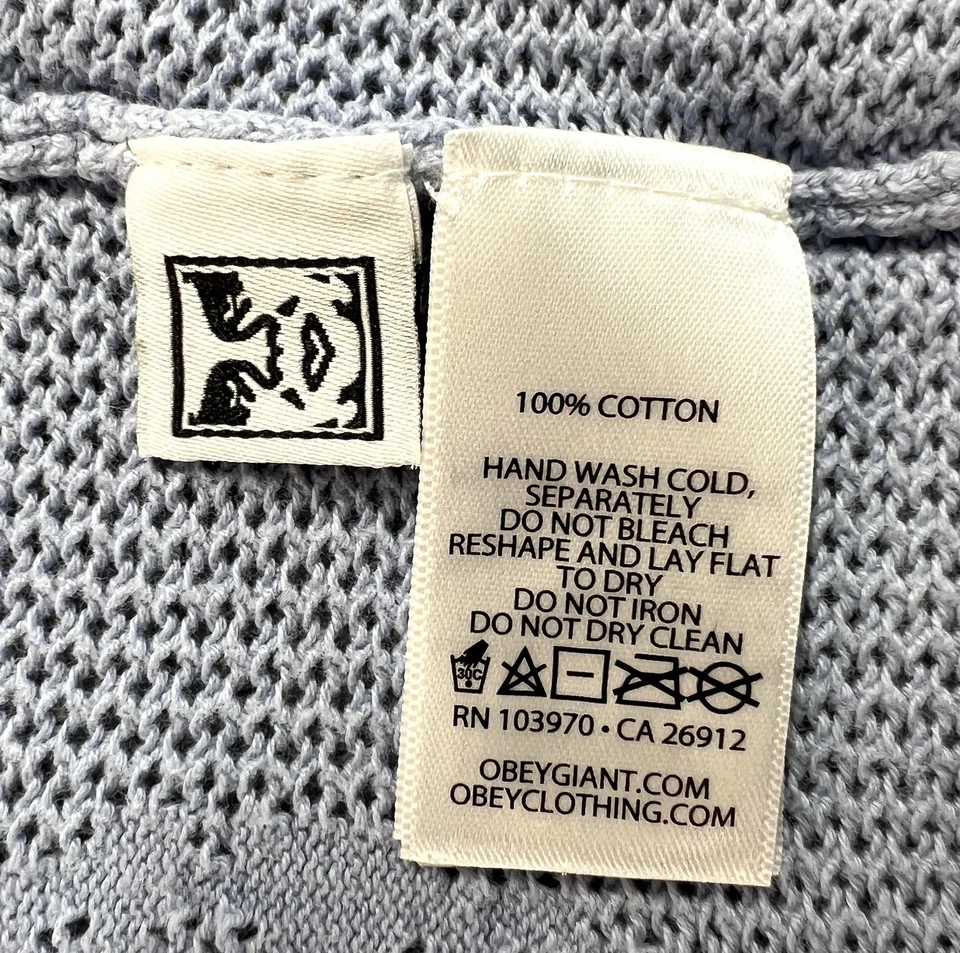 100% COTTON
HAND WASH COLD,
SEPARATELY
DO NOT BLEACH
RESHAPE AND LAY FLAT
TO DRY
DO NOT IRON
DO NOT DRY CLEAN
30C
RN 103970 • CA 26912
OBEYGIANT.COM
OBEYCLOTHING.COM